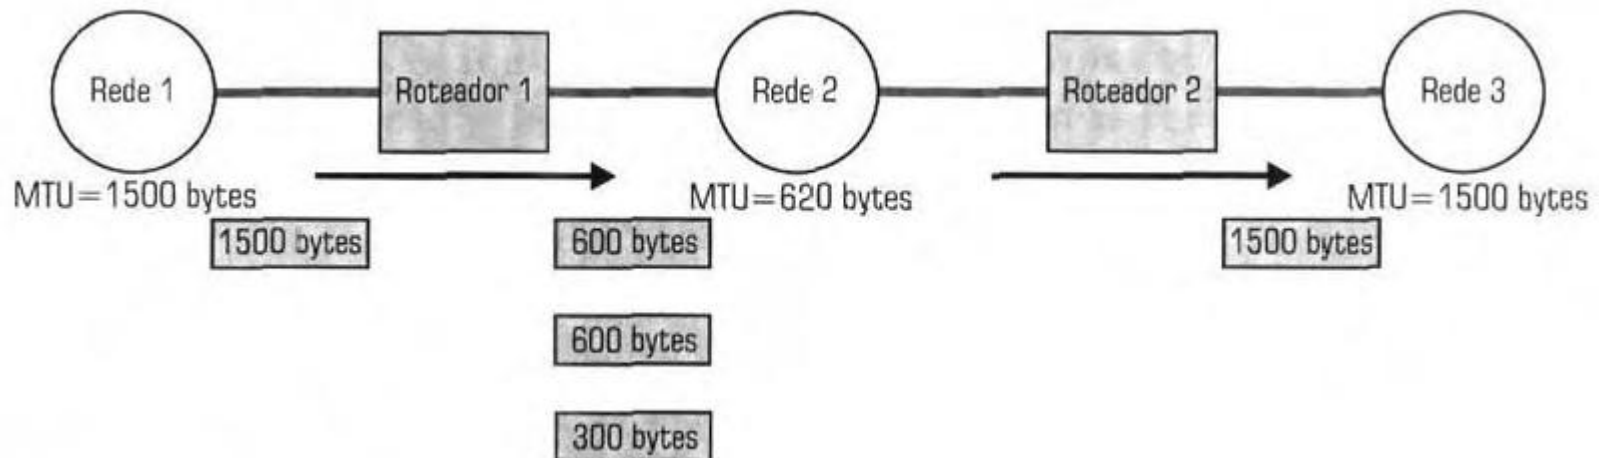 Rede 1
Roteador 1
Rede 2
Roteador 2
Rede 3
MTU=1500 bytes
MTU=620 bytes
MTU=1500 bytes
1500 bytes
600 bytes
1500 bytes
600 bytes
300 bytes